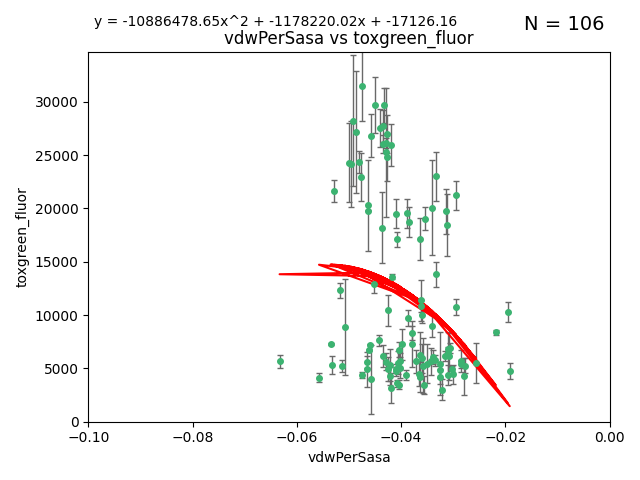 y = -10886478.65x^2 + -1178220.02x + -17126.16
N = 106
vdwPerSasa vs toxgreen_fluor
toxgreen_fluor
30000
25000
20000
15000
10000
5000
0
−0.10
−0.08
−0.06
−0.04
−0.02
0.00
vdwPerSasa